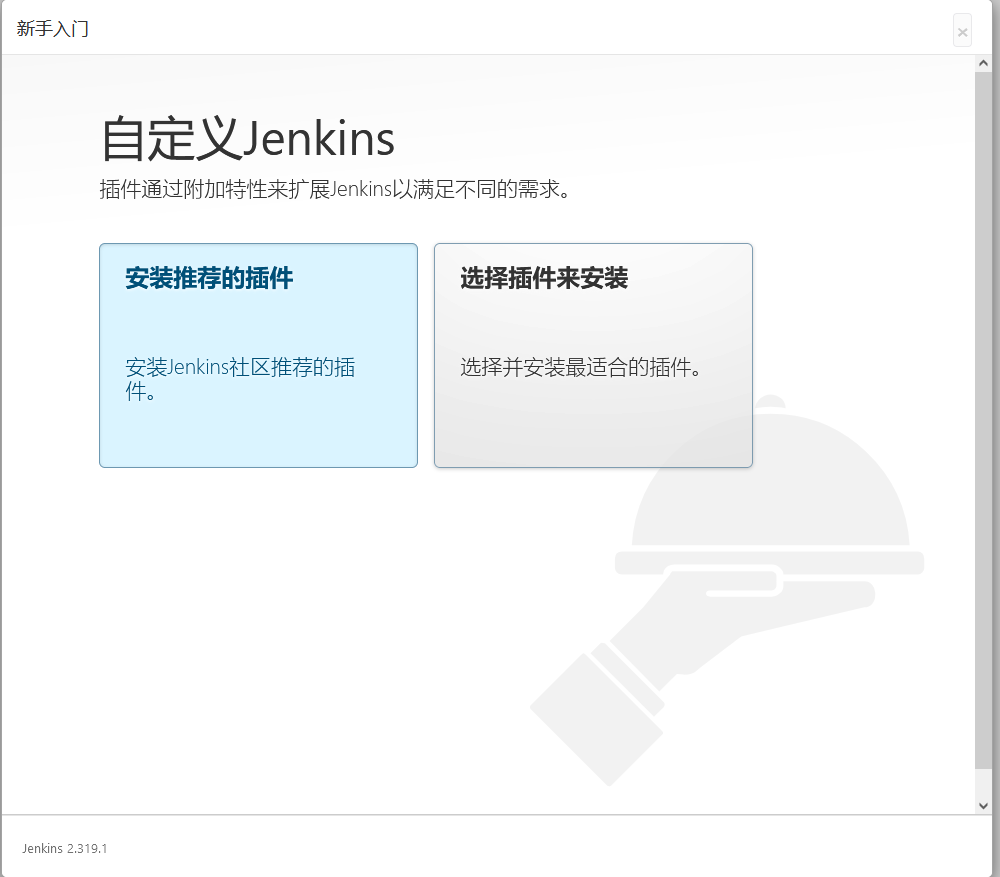 新手入门
×
自定义Jenkins
插件通过附加特性来扩展Jenkins以满足不同的需求。
安装推荐的插件
安装Jenkins社区推荐的插
件。
选择插件来安装
选择并安装最适合的插件。
Jenkins 2.319.1